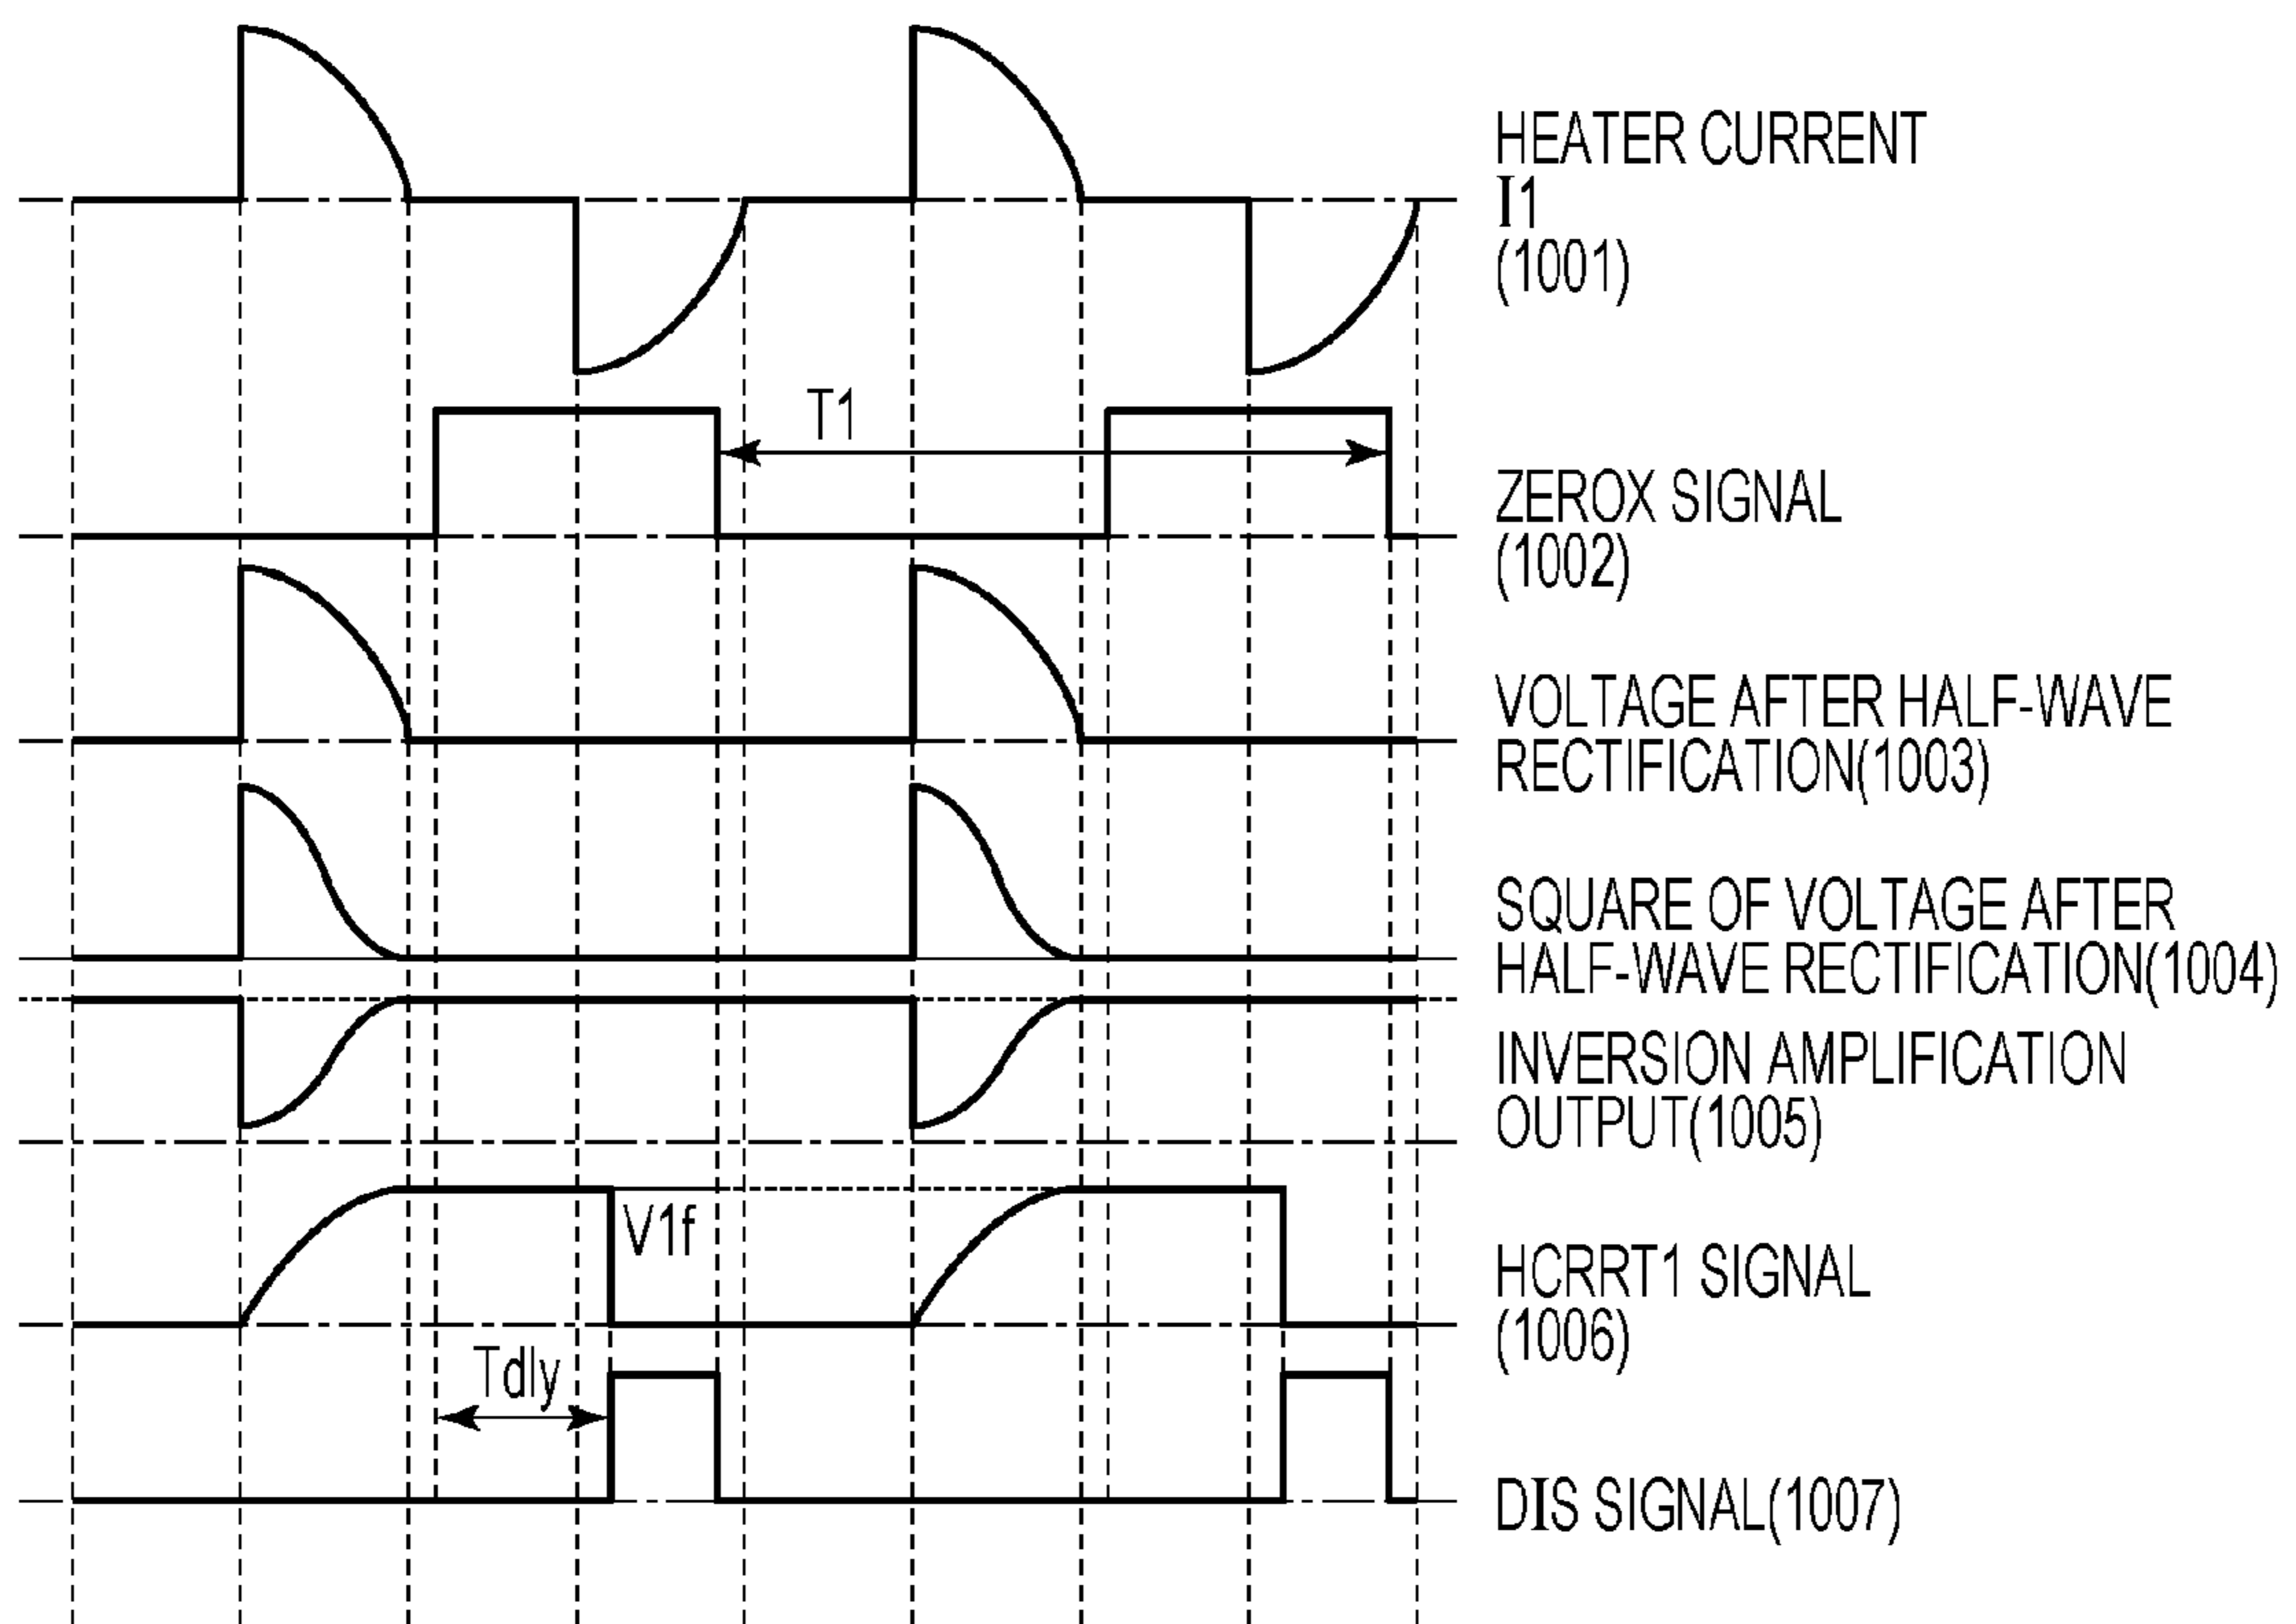 HEATER CURRENT
I1
(1001)
T1
ZEROX SIGNAL
(1002)
VOLTAGE AFTER HALF-WAVE
RECTIFICATION(1003)
SQUARE OF VOLTAGE AFTER
HALF-WAVE RECTIFICATION(1004)
INVERSION AMPLIFICATION
OUTPUT(1005)
V1f
HCRRT1 SIGNAL
(1006)
Tdly
DIS SIGNAL(1007)